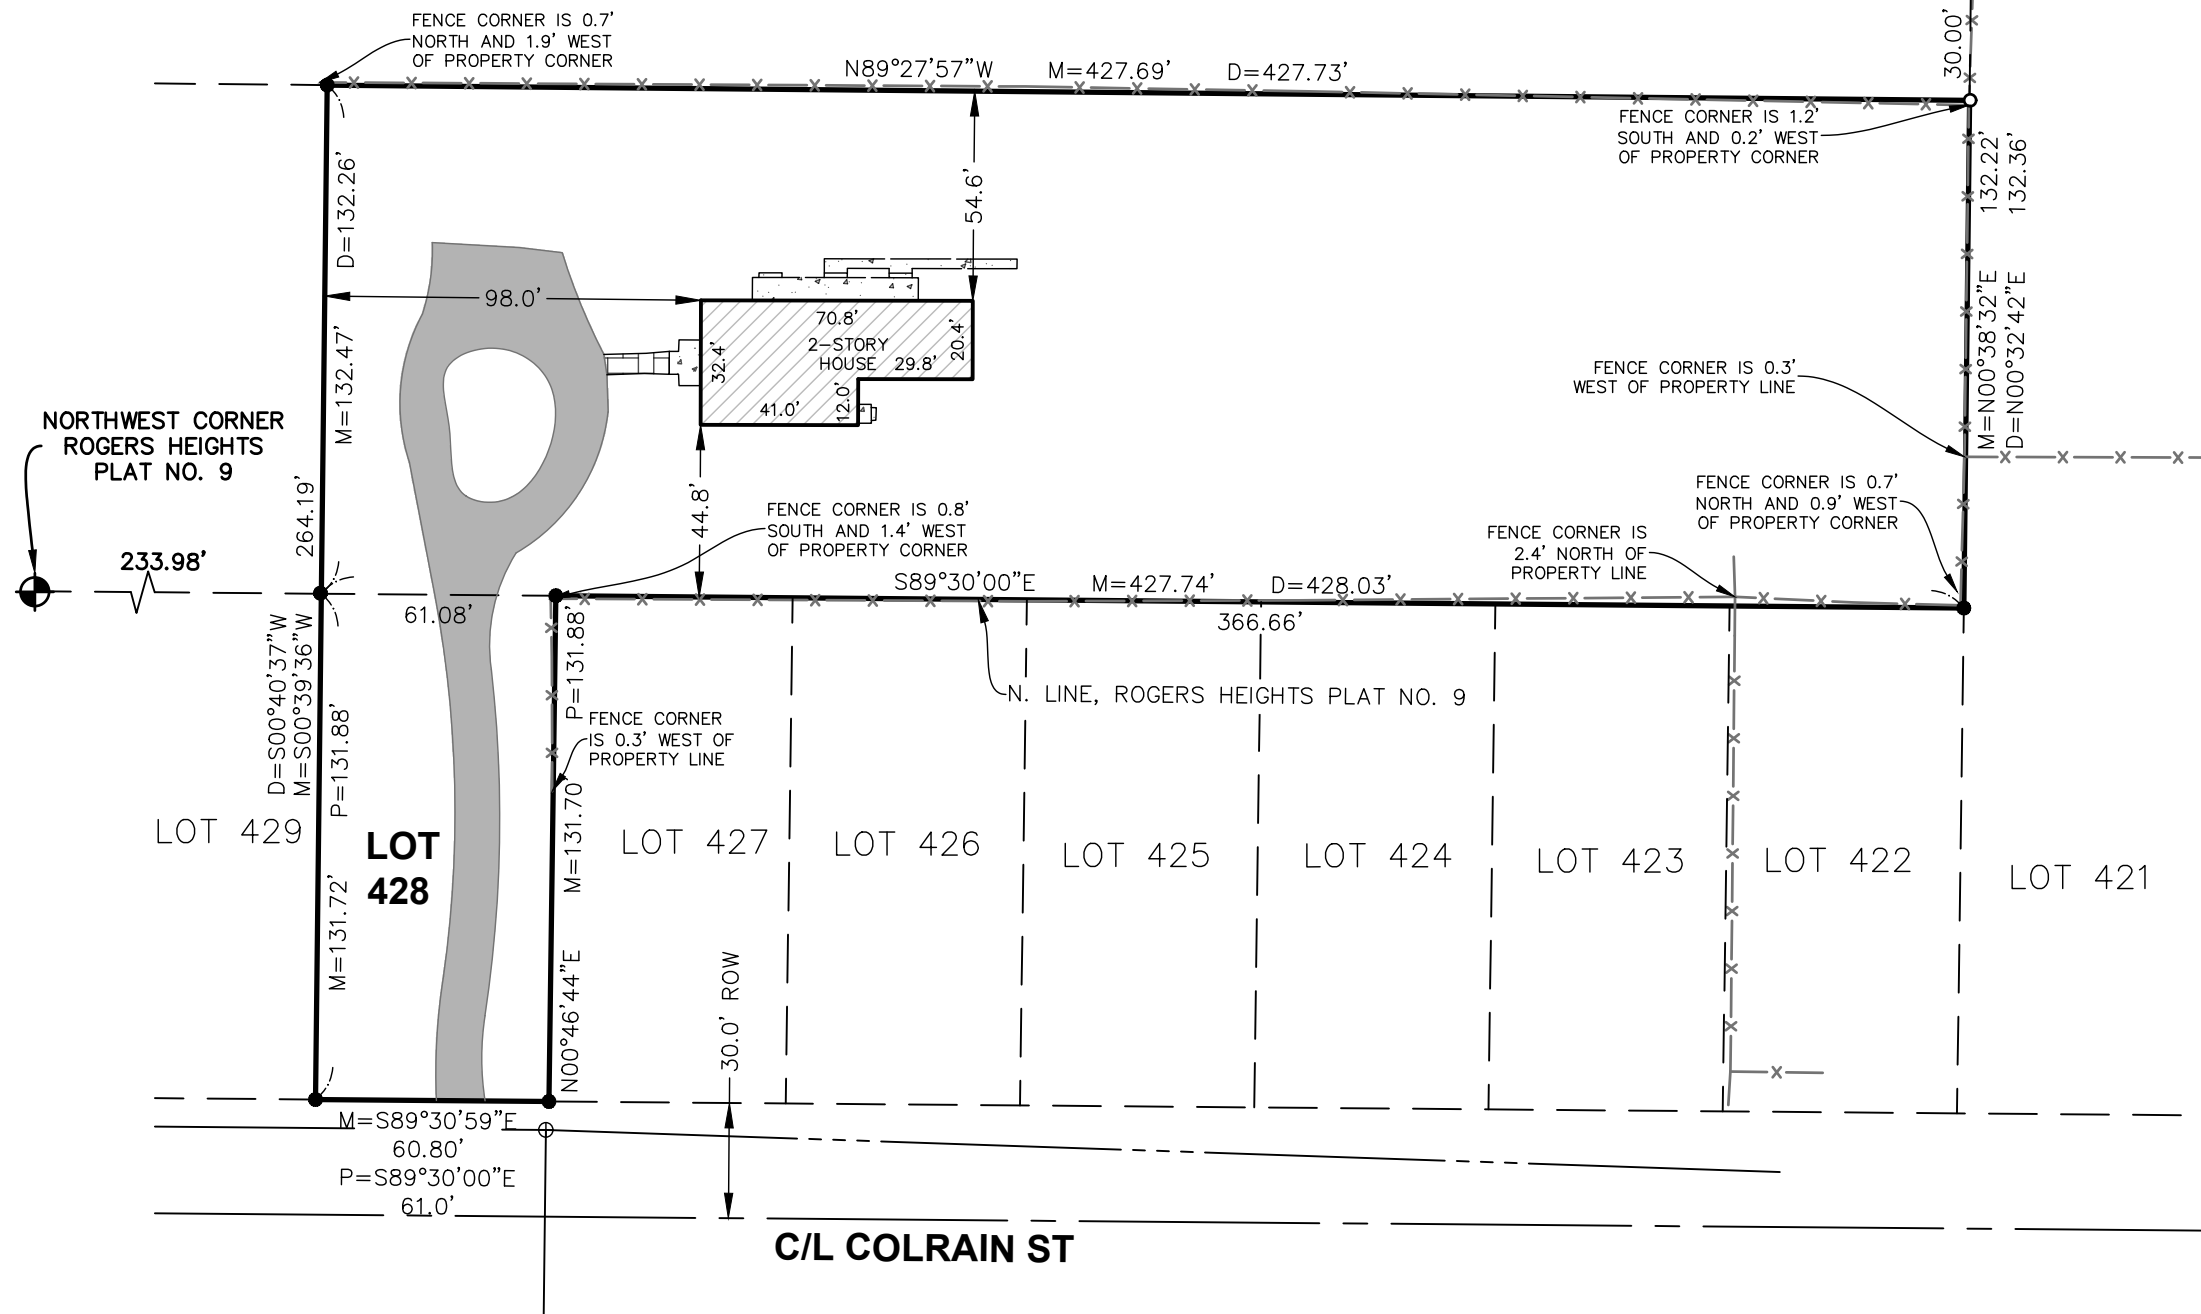 FENCE CORNER IS 0.7'
NORTH AND 1.9' WEST
OF PROPERTY CORNER
N89°27'57"W M=427.69' D=427.73'
30.00'
FENCE CORNER IS 1.2'
SOUTH AND 0.2' WEST
OF PROPERTY CORNER
132.22'
132.36'
M=N00°38'32"E
D=N00°32'42"E
D=132.26'
M=132.47'
264.19'
54.6'
98.0'
70.8'
2-STORY
HOUSE
29.8'
20.4'
32.4'
41.0'
12.0'
44.8'
FENCE CORNER IS 0.3'
WEST OF PROPERTY LINE
NORTHWEST CORNER
ROGERS HEIGHTS
PLAT NO. 9
233.98'
FENCE CORNER IS 0.8'
SOUTH AND 1.4' WEST
OF PROPERTY CORNER
FENCE CORNER IS 0.7'
NORTH AND 0.9' WEST
OF PROPERTY CORNER
FENCE CORNER IS
2.4' NORTH OF
PROPERTY LINE
S89°30'00"E M=427.74' D=428.03'
61.08'
366.66'
D=S00°40'37"W
M=S00°39'36"W
P=131.88'
M=131.72'
P=131.88'
M=131.70'
N00°46'44"E
N. LINE, ROGERS HEIGHTS PLAT NO. 9
FENCE CORNER
IS 0.3' WEST OF
PROPERTY LINE
LOT 429
LOT
428
LOT 427
LOT 426
LOT 425
LOT 424
LOT 423
LOT 422
LOT 421
30.0' ROW
M=S89°30'59"E
60.80'
P=S89°30'00"E
61.0'
C/L COLRAIN ST